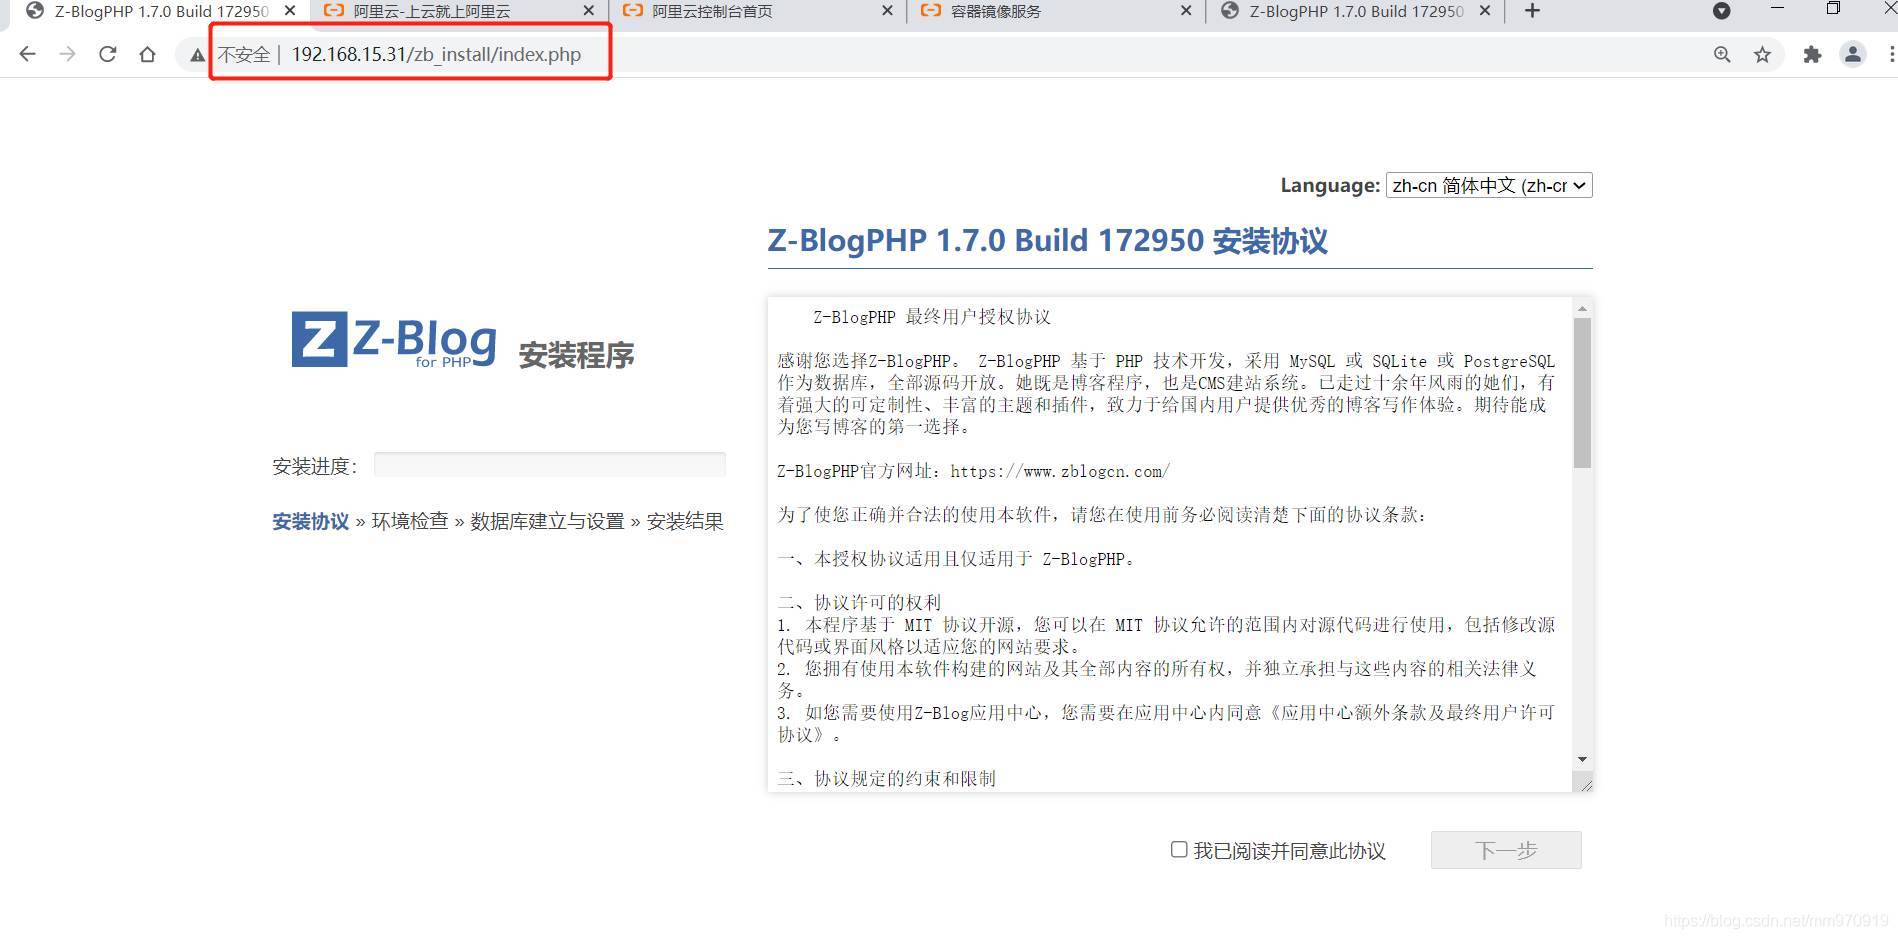 Z-BlogPHP 1.7.0 Build 172950
阿里云-上云就上阿里云
阿里云控制台首页
容器镜像服务
Z-BlogPHP 1.7.0 Build 172950
不安全 | 192.168.15.31/zb_install/index.php
Language: zh-cn 简体中文 (zh-cr
Z-BlogPHP 1.7.0 Build 172950 安装协议
Z Z-Blog for PHP 安装程序
安装进度：
安装协议 » 环境检查 » 数据库建立与设置 » 安装结果
Z-BlogPHP 最终用户授权协议
感谢您选择Z-BlogPHP。 Z-BlogPHP 基于 PHP 技术开发，采用 MySQL 或 SQLite 或 PostgreSQL
作为数据库，全部源码开放。她既是博客程序，也是CMS建站系统。已走过十余年风雨的她们，有
着强大的可定制性、丰富的主题和插件，致力于给国内用户提供优秀的博客写作体验。期待能成
为您写博客的第一选择。
Z-BlogPHP官方网址：https://www.zblogcn.com/
为了使您正确并合法的使用本软件，请您在使用前务必阅读清楚下面的协议条款：
一、本授权协议适用且仅适用于 Z-BlogPHP。
二、协议许可的权利
1. 本程序基于 MIT 协议开源，您可以在 MIT 协议允许的范围内对源代码进行使用，包括修改源
代码或界面风格以适应您的网站要求。
2. 您拥有使用本软件构建的网站及其全部内容的所有权，并独立承担与这些内容的相关法律义
务。
3. 如您需要使用Z-Blog应用中心，您需要在应用中心内同意《应用中心额外条款及最终用户许可
协议》。
三、协议规定的约束和限制
我已阅读并同意此协议
下一步
https://blog.csdn.net/mm970919